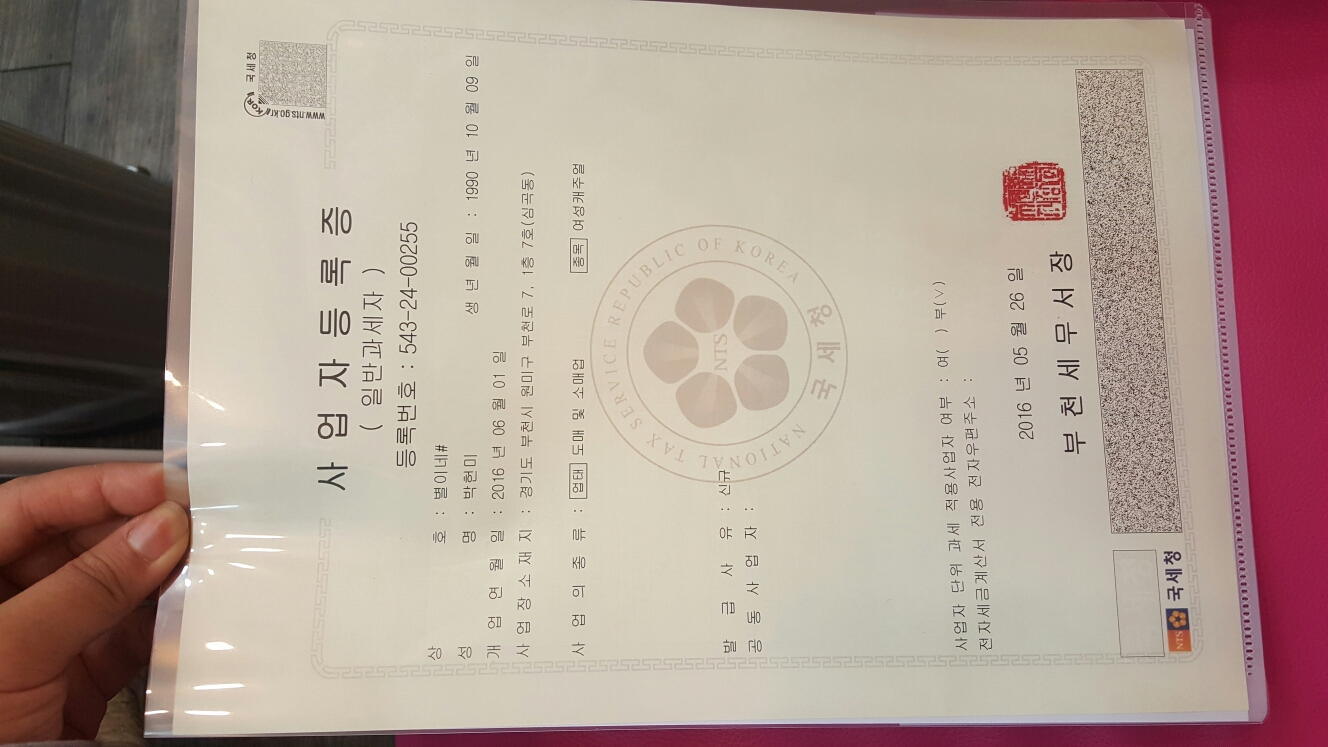 국세청
www.nts.go.kr
KOR
사업자등록증
( 일반과세자 )
등록번호 : 543-24-00255
상 호 : 별이네#
성 명 : 박헌미 생 년 월 일 : 1990 년 10 월 09 일
개 업 연 월 일 : 2016 년 06 월 01 일
사 업 장 소 재 지 : 경기도 부천시 원미구 부천로 7, 1층 7호(심곡동)
사 업 의 종 류 : 업태 도매 및 소매업 종목 여성캐주얼
NATIONAL TAX SERVICE REPUBLIC OF KOREA
NTS
국세청
발 급 사 유 : 신규
공 동 사 업 자 :
사업자 단위 과세 적용사업자 여부 : 여( ) 부(∨)
전자세금계산서 전용 전자우편주소 :
2016 년 05 월 26 일
부천세무서장
NTS 국세청